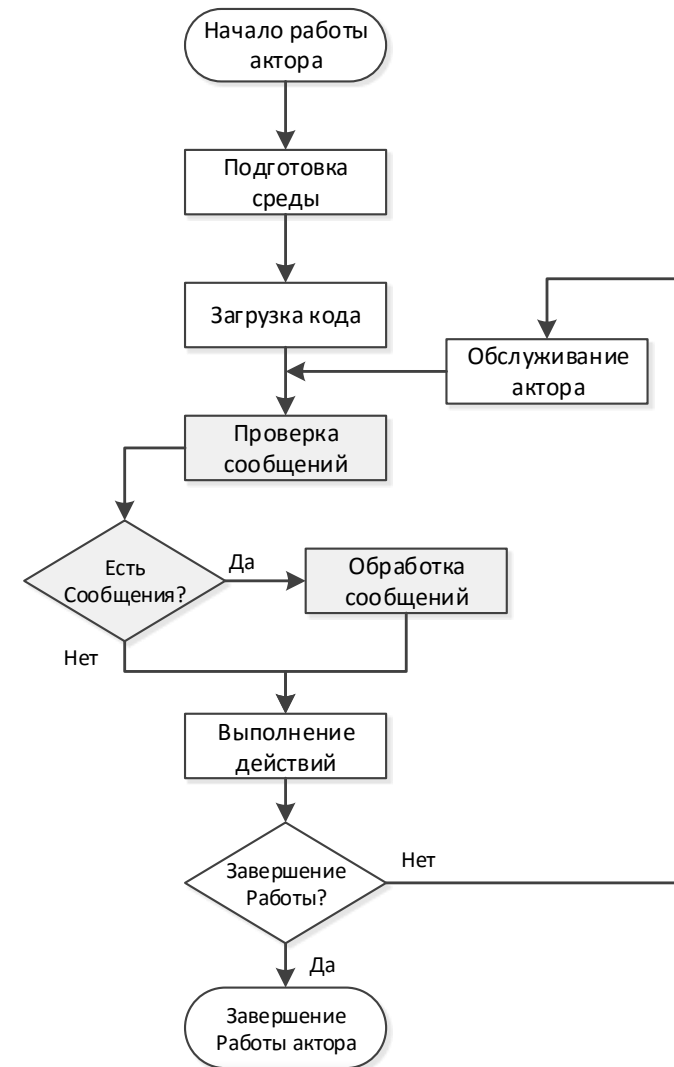 Начало работы
актора
Подготовка
среды
Загрузка кода
Обслуживание
актора
Проверка
сообщений
Есть
Сообщения?
Да
Обработка
сообщений
Нет
Выполнение
действий
Завершение
Работы?
Нет
Да
Завершение
Работы актора